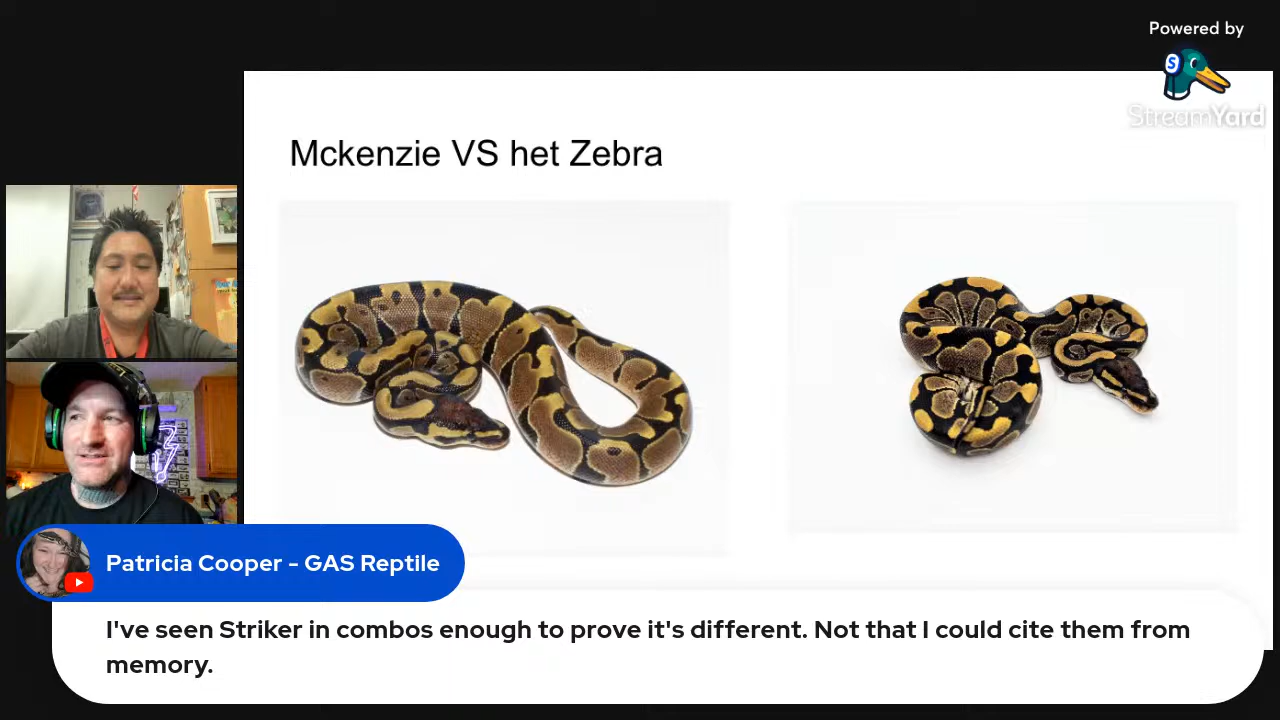 Powered by
StreamYard
Mckenzie VS het Zebra
Patricia Cooper - GAS Reptile
I've seen Striker in combos enough to prove it's different. Not that I could cite them from
memory.